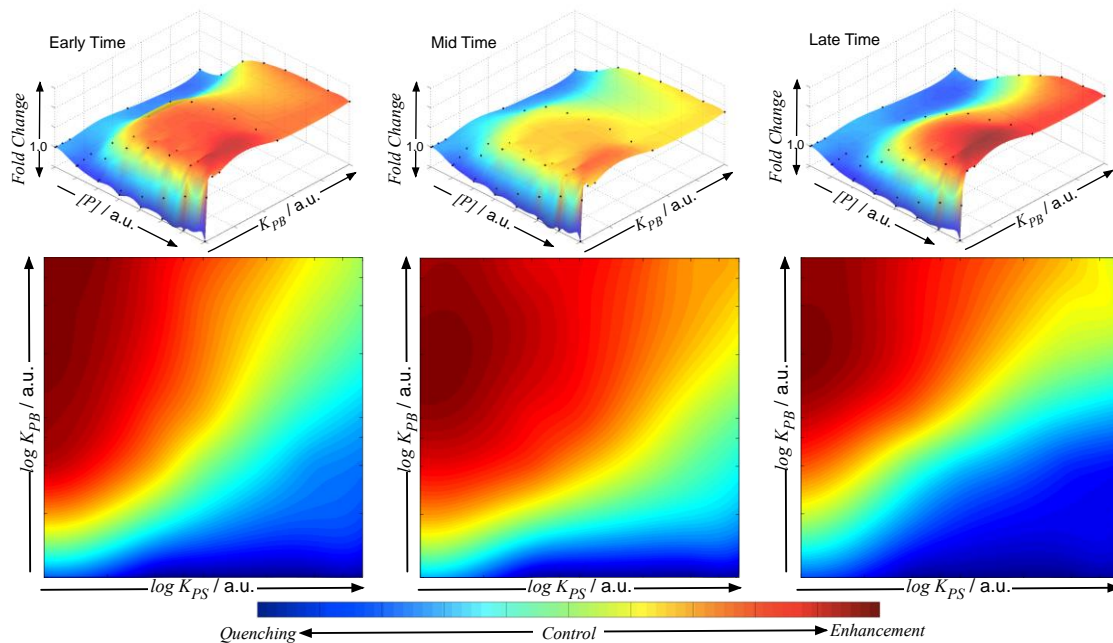 Early Time
Fold Change
1.0
[P] / a.u.
K_PB / a.u.
Mid Time
Fold Change
1.0
[P] / a.u.
K_PB / a.u.
Late Time
Fold Change
1.0
[P] / a.u.
K_PB / a.u.
log K_PB / a.u.
log K_PS / a.u.
log K_PB / a.u.
log K_PS / a.u.
log K_PB / a.u.
log K_PS / a.u.
Quenching Control Enhancement